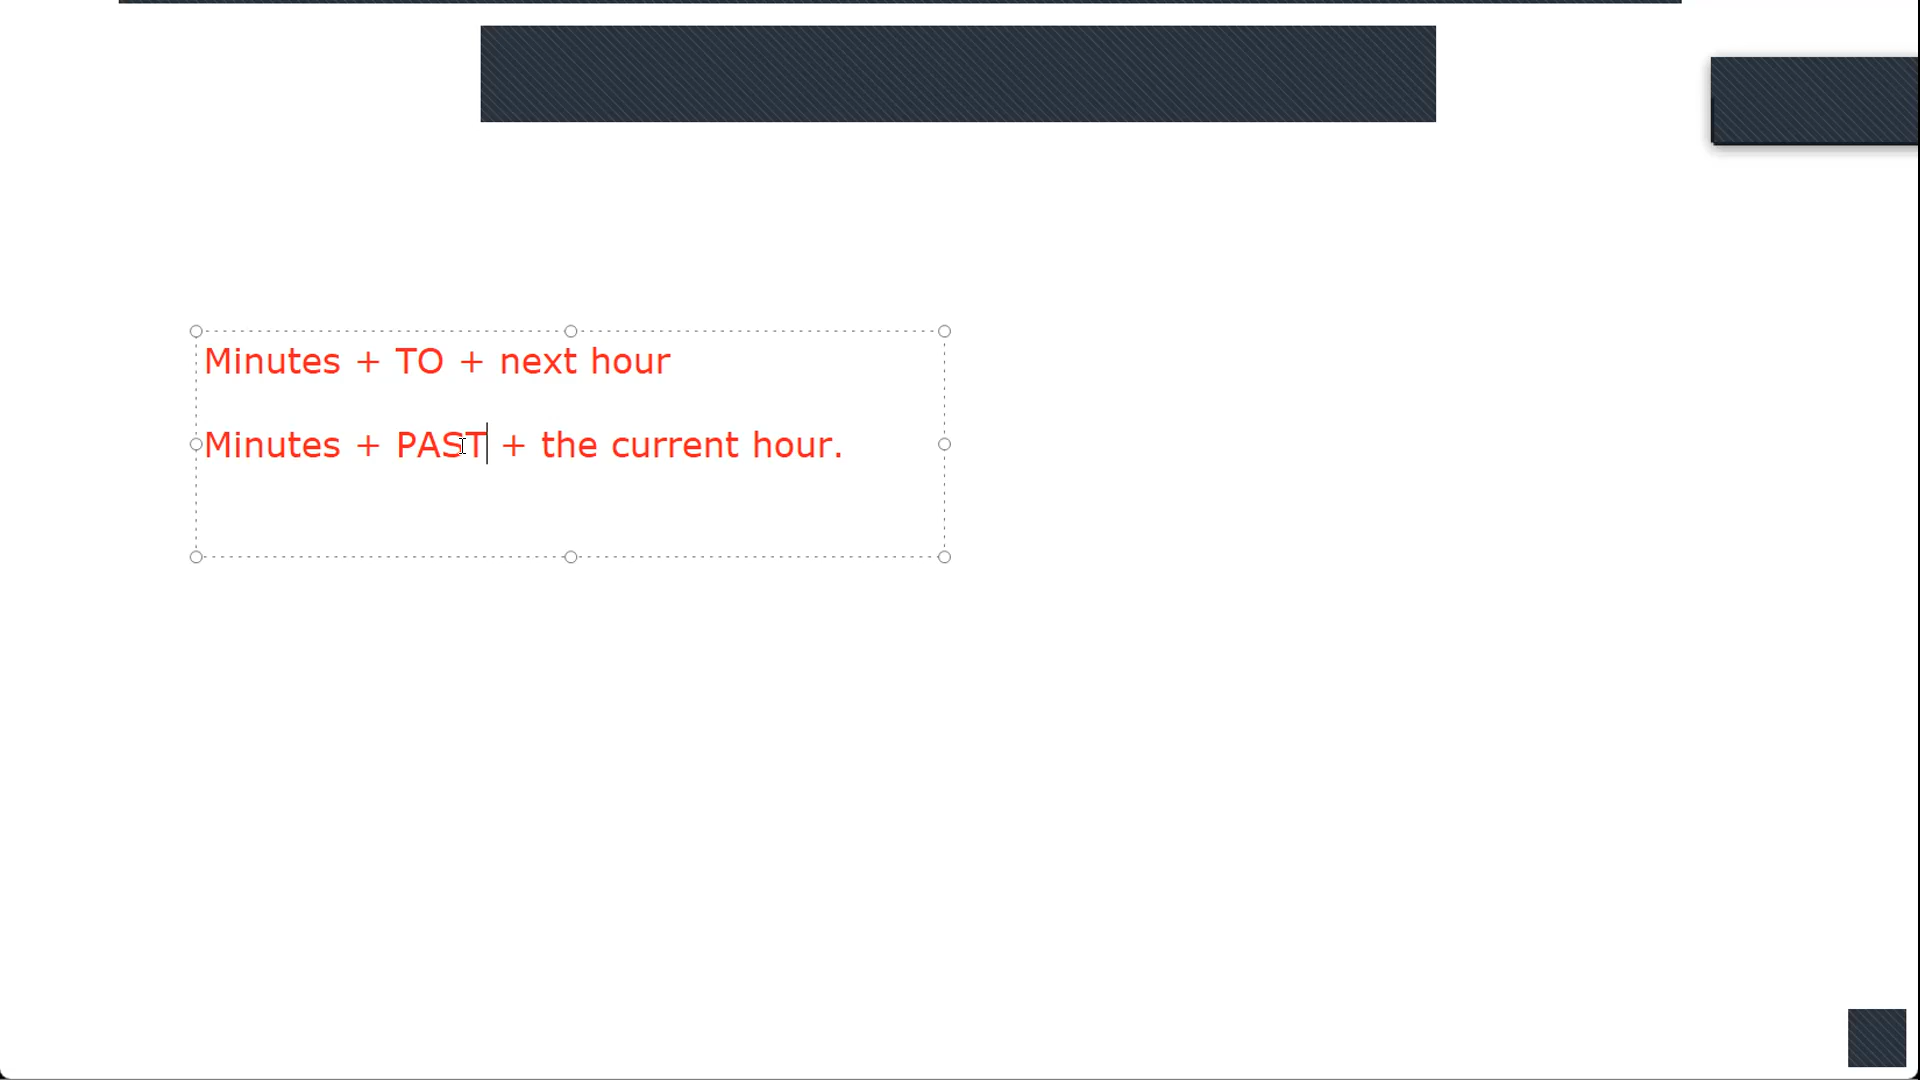 Minutes + TO + next hour
Minutes + PAST + the current hour.